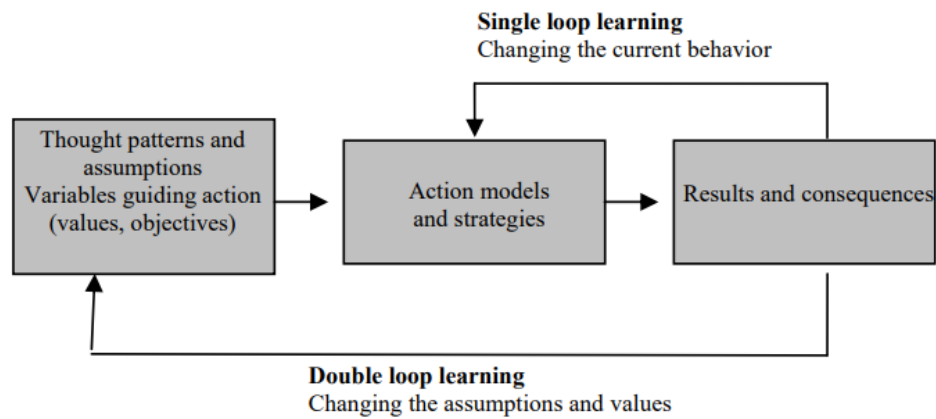 Single loop learning
Changing the current behavior
Thought patterns and
assumptions
Variables guiding action
(values, objectives)
Action models
and strategies
Results and consequences
Double loop learning
Changing the assumptions and values